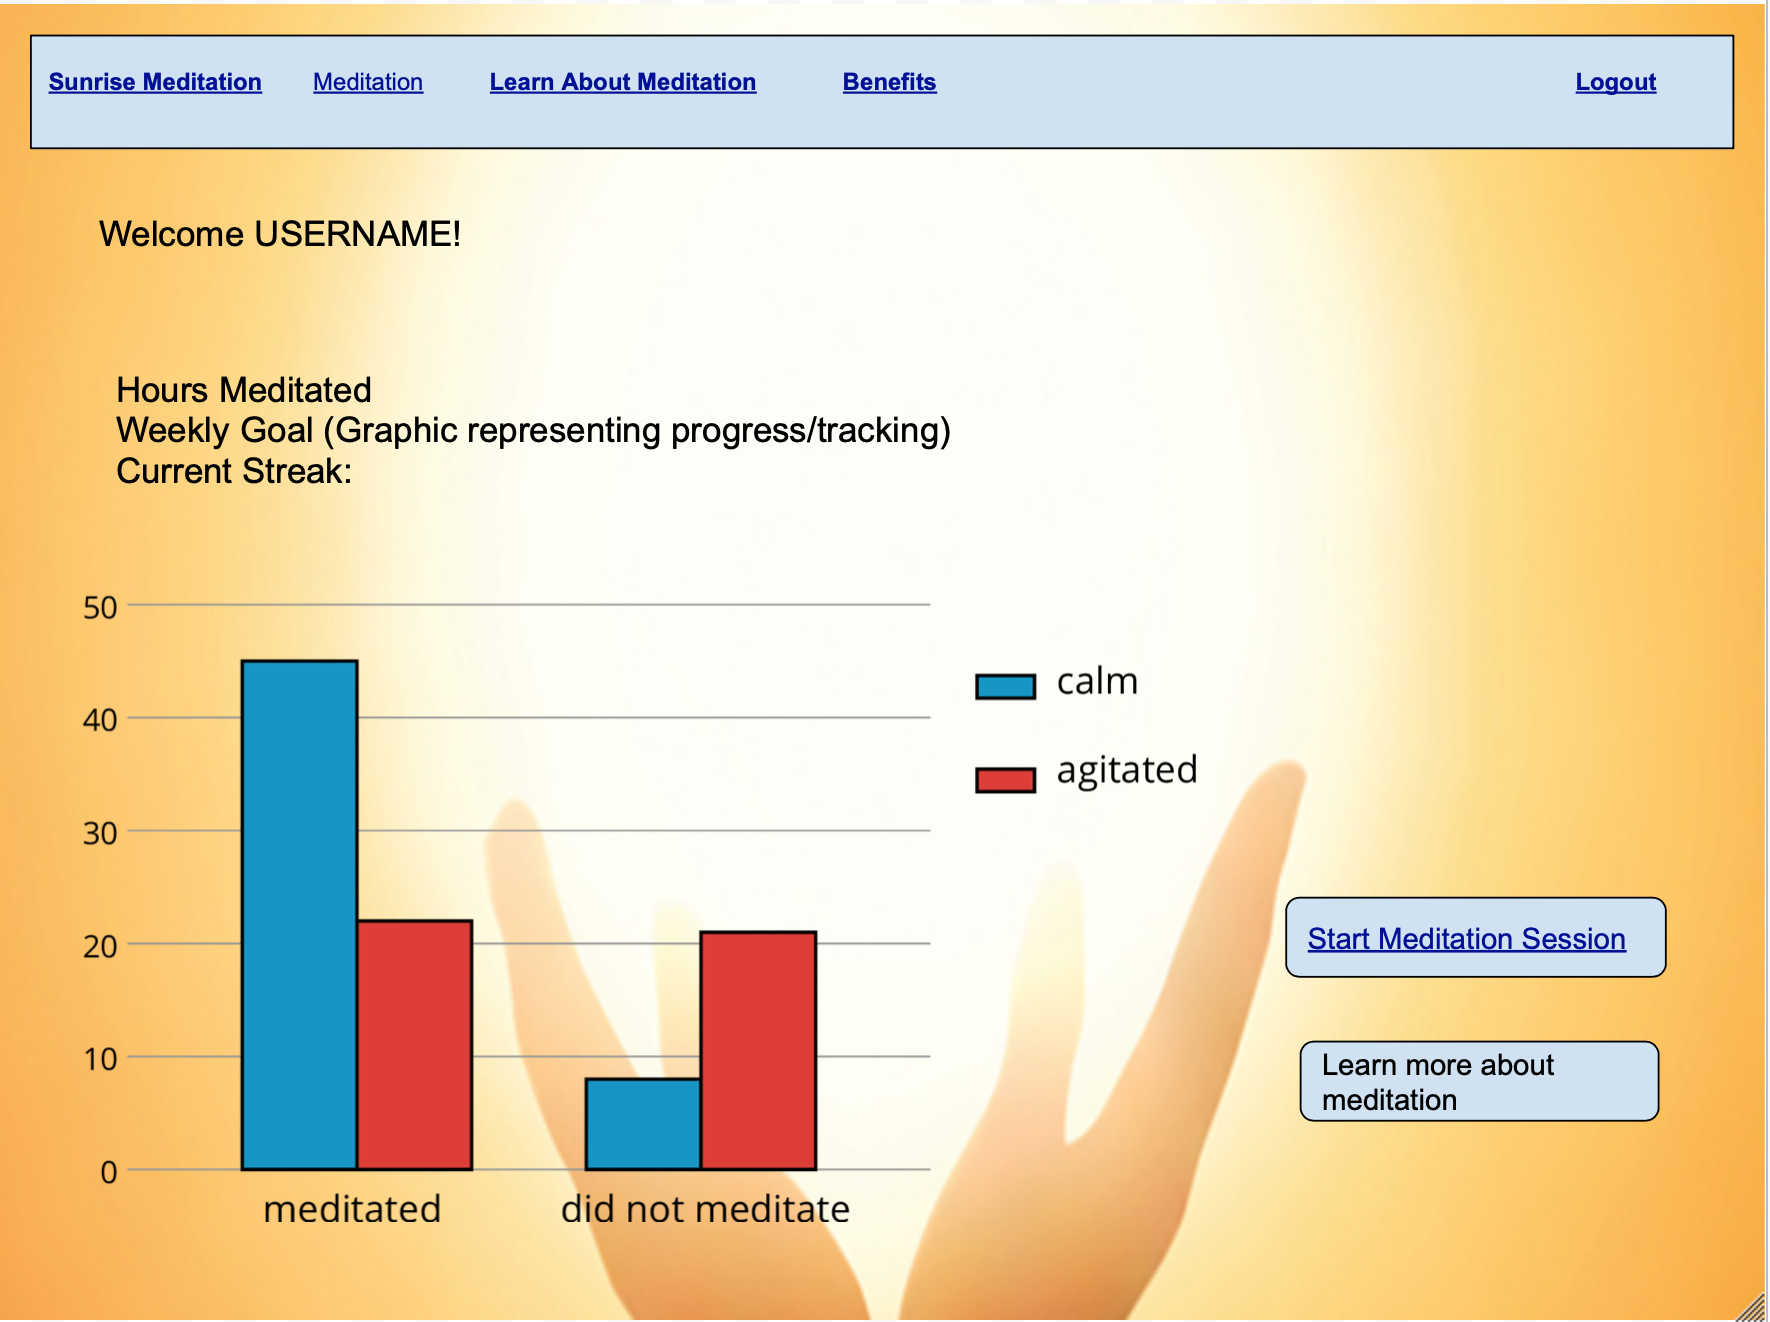 Sunrise Meditation Meditation Learn About Meditation Benefits Logout
Welcome USERNAME!
Hours Meditated
Weekly Goal (Graphic representing progress/tracking)
Current Streak:
50
40
30
20
10
0
meditated did not meditate
calm
agitated
Start Meditation Session
Learn more about
meditation